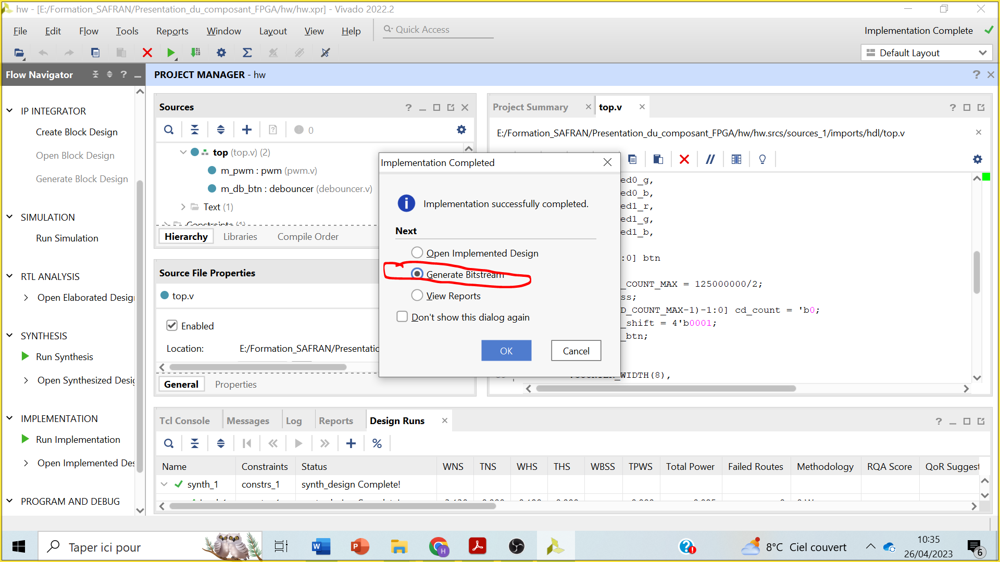 hw - [E:/Formation_SAFRAN/Presentation_du_composant_FPGA/hw/hw.xpr] - Vivado 2022.2
File Edit Flow Tools Reports Window Layout View Help Quick Access Implementation Complete
Default Layout
Flow Navigator
PROJECT MANAGER - hw
IP INTEGRATOR
Create Block Design
Open Block Design
Generate Block Design
SIMULATION
Run Simulation
RTL ANALYSIS
Open Elaborated Design
SYNTHESIS
Run Synthesis
Open Synthesized Desig
IMPLEMENTATION
Run Implementation
Open Implemented Des
PROGRAM AND DEBUG
Sources
0
top (top.v) (2)
m_pwm : pwm (pwm.v)
m_db_btn : debouncer (debouncer.v)
Text (1)
Constraints (1)
Hierarchy Libraries Compile Order
Source File Properties
top.v
Enabled
Location: E:/Formation_SAFRAN/Presentatio
General Properties
Project Summary top.v
E:/Formation_SAFRAN/Presentation_du_composant_FPGA/hw/hw.srcs/sources_1/imports/hdl/top.v
ed0_g,
ed0_b,
ed1_r,
ed1_g,
ed1_b,
:0] btn
_COUNT_MAX = 125000000/2;
ss;
D_COUNT_MAX-1)-1:0] cd_count = 'b0;
_shift = 4'b0001;
_btn;
WIDTH(8),
Implementation Completed
Implementation successfully completed.
Next
Open Implemented Design
Generate Bitstream
View Reports
Don't show this dialog again
OK Cancel
Tcl Console Messages Log Reports Design Runs
Name Constraints Status WNS TNS WHS THS WBSS TPWS Total Power Failed Routes Methodology RQA Score QoR Suggest
synth_1 constrs_1 synth_design Complete!
Taper ici pour
8°C Ciel couvert
10:35
26/04/2023
6